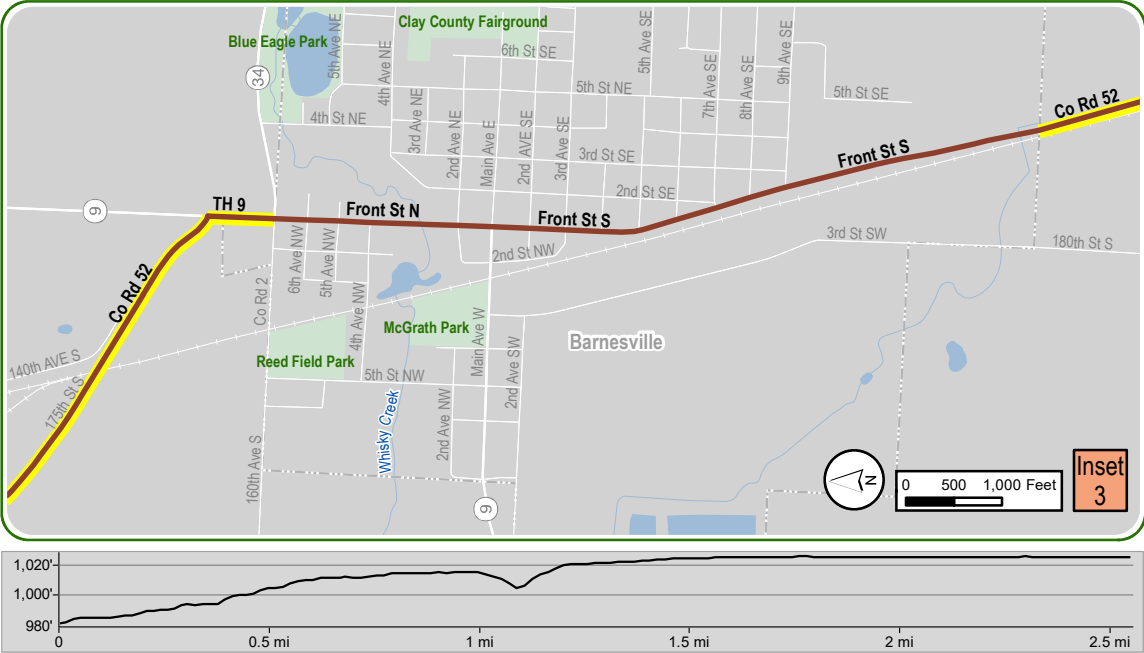 Clay County Fairground
Blue Eagle Park
5th Ave NE
34
4th Ave NE
6th St SE
5th Ave SE
7th Ave SE
8th Ave SE
9th Ave SE
5th St NE
5th St SE
Co Rd 52
4th St NE
3rd Ave NE
2nd Ave NE
Main Ave E
2nd AVE SE
3rd Ave SE
3rd St SE
Front St S
2nd St SE
9
TH 9
Front St N
Front St S
2nd St NW
3rd St SW
180th St S
6th Ave NW
5th Ave NW
Co Rd 52
Co Rd 2
4th Ave NW
McGrath Park
Main Ave W
2nd Ave SW
Barnesville
140th AVE S
Reed Field Park
5th St NW
175th St S
Whisky Creek
2nd Ave NW
160th Ave S
9
N
0 500 1,000 Feet
Inset
3
1,020'
1,000'
980'
0 0.5 mi 1 mi 1.5 mi 2 mi 2.5 mi